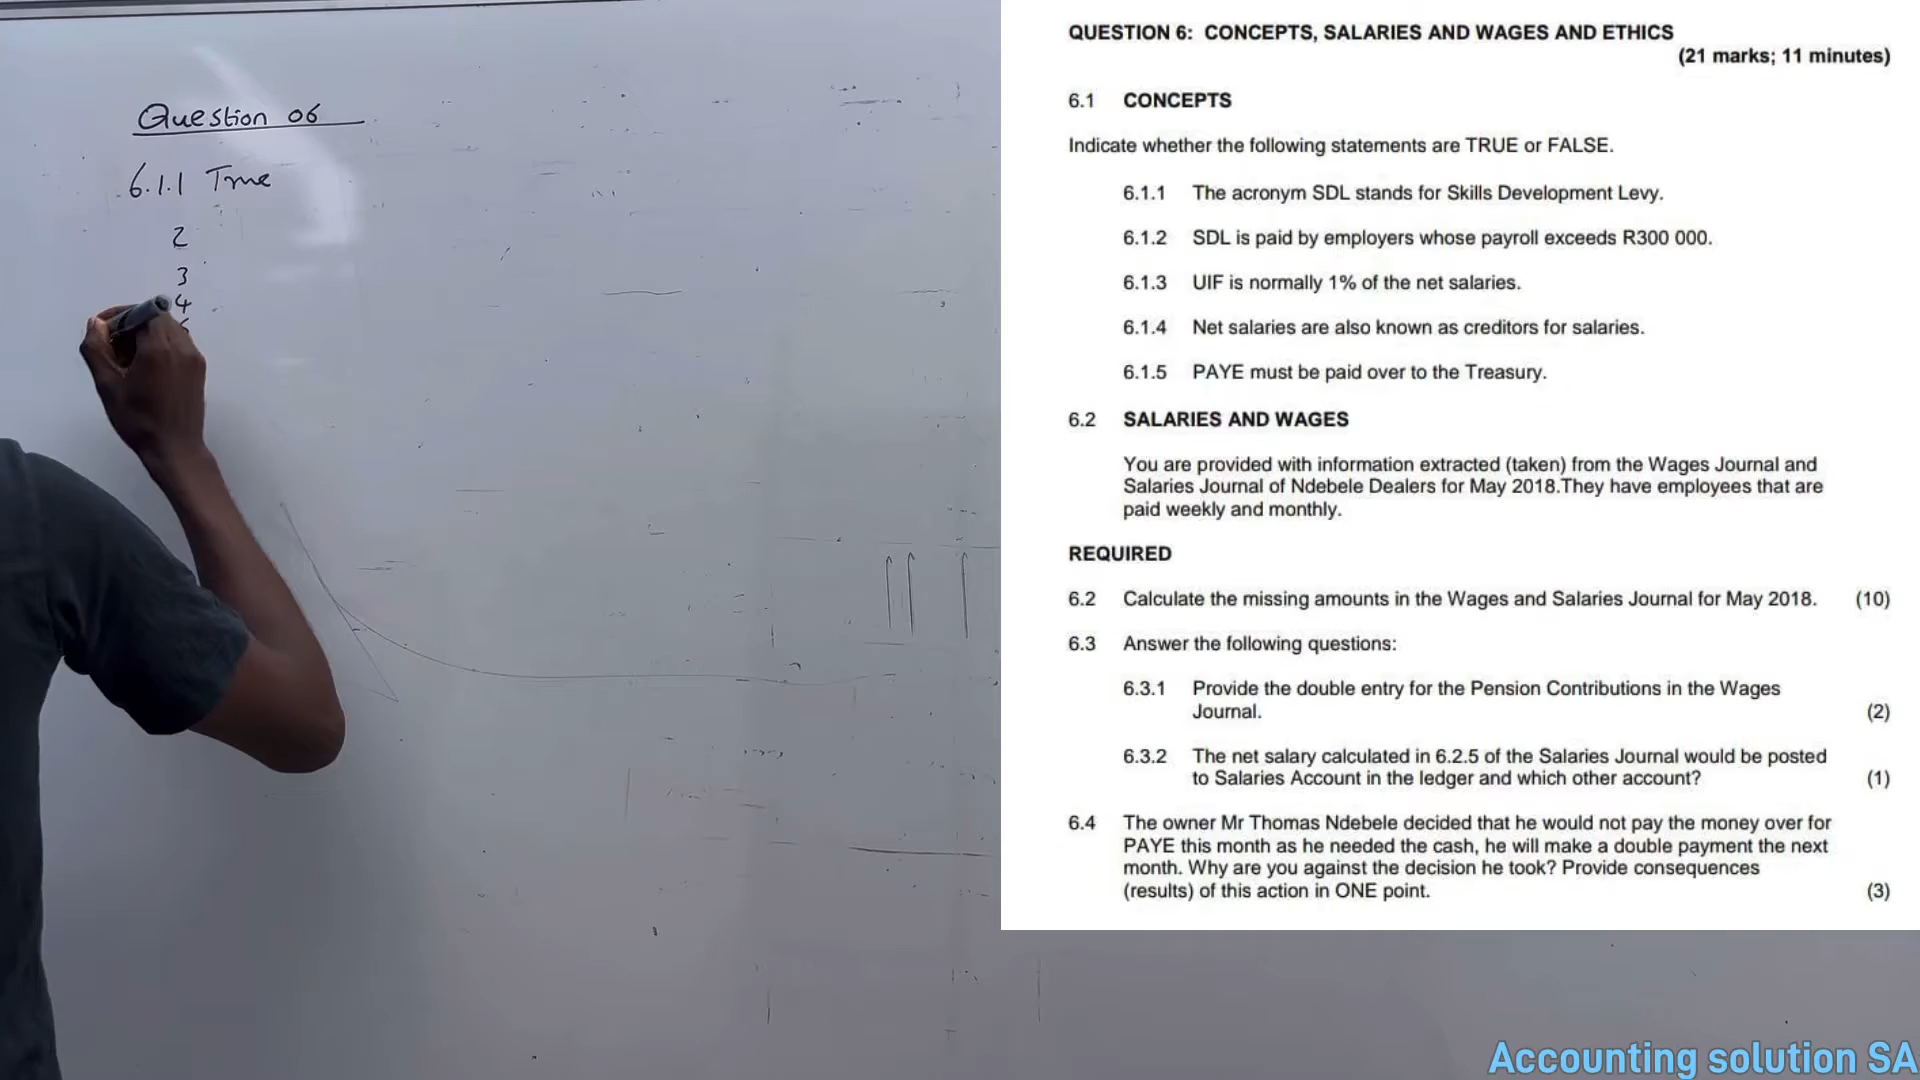 Question 06
6.1.1 True
2
3
4
QUESTION 6: CONCEPTS, SALARIES AND WAGES AND ETHICS
(21 marks; 11 minutes)
6.1 CONCEPTS
Indicate whether the following statements are TRUE or FALSE.
6.1.1 The acronym SDL stands for Skills Development Levy.
6.1.2 SDL is paid by employers whose payroll exceeds R300 000.
6.1.3 UIF is normally 1% of the net salaries.
6.1.4 Net salaries are also known as creditors for salaries.
6.1.5 PAYE must be paid over to the Treasury.
6.2 SALARIES AND WAGES
You are provided with information extracted (taken) from the Wages Journal and
Salaries Journal of Ndebele Dealers for May 2018.They have employees that are
paid weekly and monthly.
REQUIRED
6.2 Calculate the missing amounts in the Wages and Salaries Journal for May 2018. (10)
6.3 Answer the following questions:
6.3.1 Provide the double entry for the Pension Contributions in the Wages
Journal. (2)
6.3.2 The net salary calculated in 6.2.5 of the Salaries Journal would be posted
to Salaries Account in the ledger and which other account? (1)
6.4 The owner Mr Thomas Ndebele decided that he would not pay the money over for
PAYE this month as he needed the cash, he will make a double payment the next
month. Why are you against the decision he took? Provide consequences
(results) of this action in ONE point. (3)
Accounting solution SA